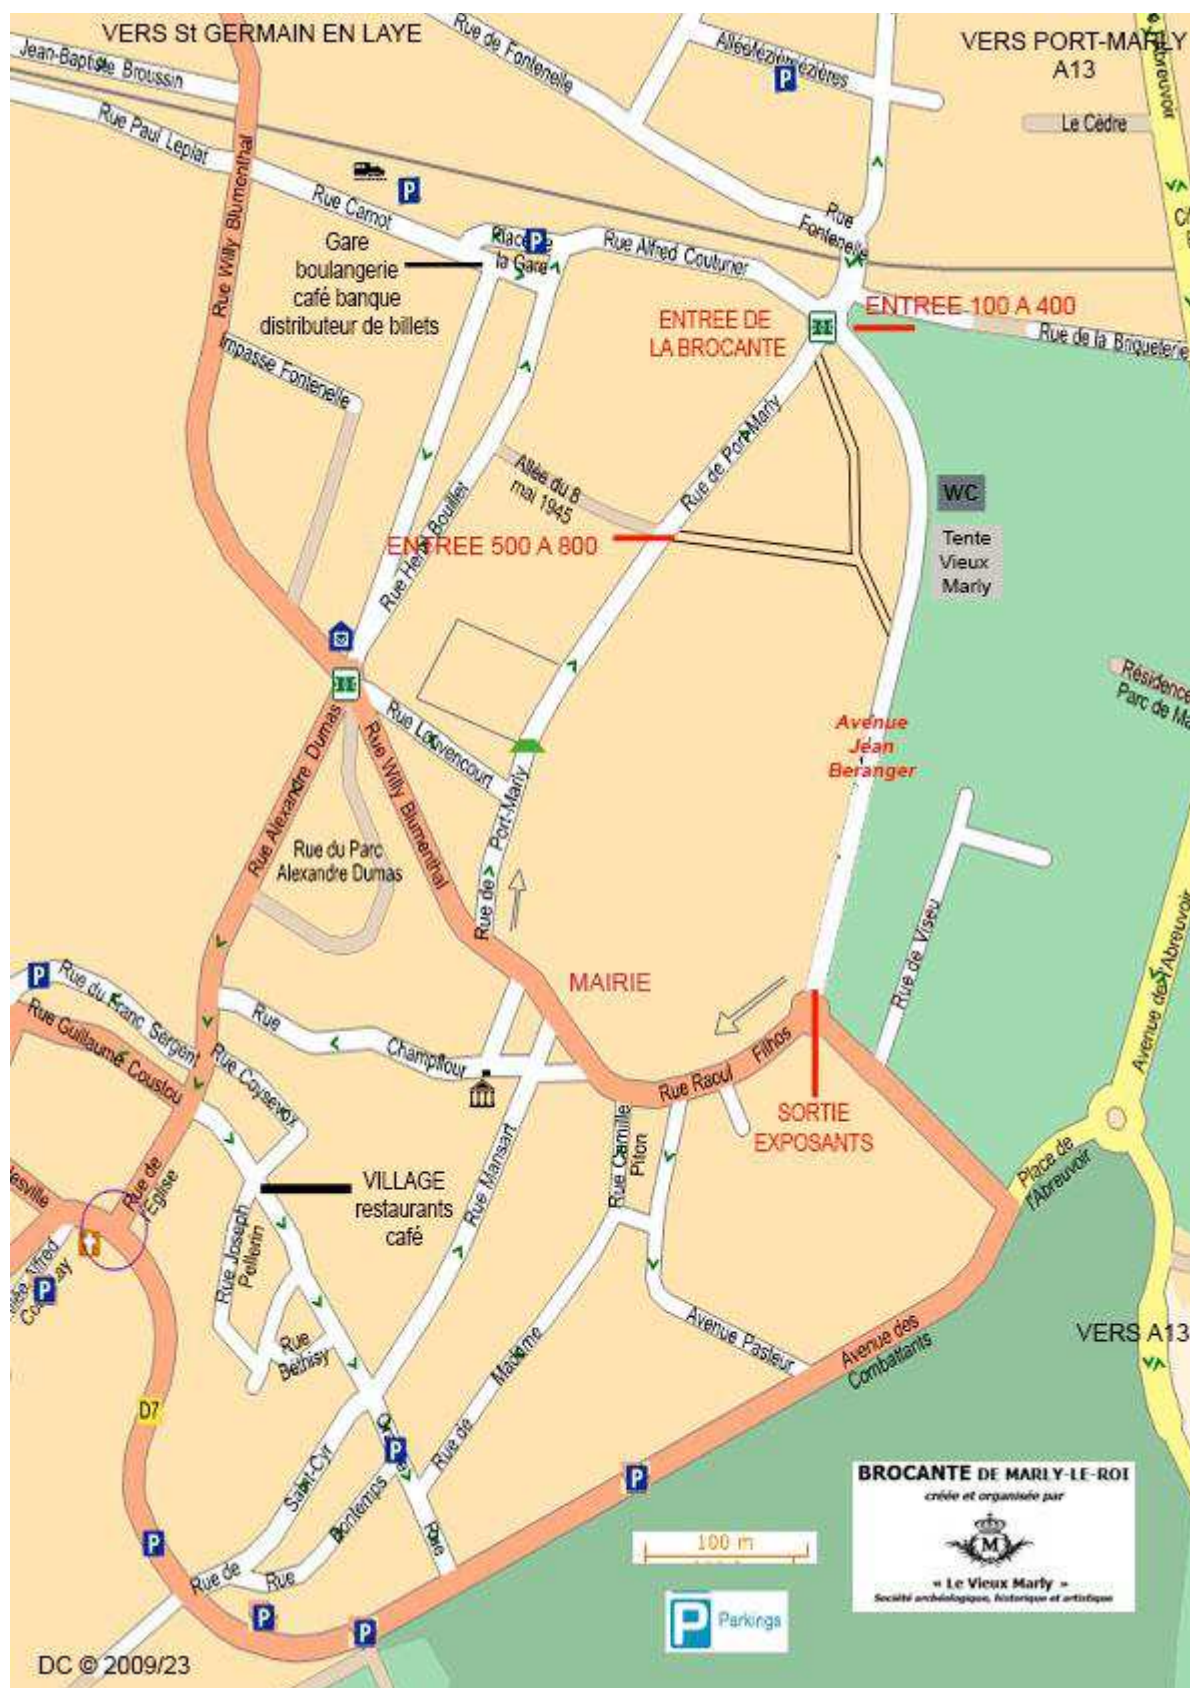 VERS St GERMAIN EN LAYE
Rue de Fontenelle
VERS PORT-MARLY
A13
Jean-Baptiste Broussin
P
Le Cèdre
Rue Paul Leplat
Rue Willy Blumenthal
P
Rue Carnot
Rue
Fontenelle
Gare
boulangerie
café banque
distributeur de billets
P
la Gare
Rue Alfred Couturier
ENTREE 100 A 400
ENTREE DE
LA BROCANTE
Rue de la Briqueterie
Impasse Fontenelle
Rue de Port-Marly
Allée du 8
mai 1945
WC
Tente
Vieux
Marly
ENTREE 500 A 800
Rue Henri Bouillet
Résidence
Parc de Ma
Avenue
Jean
Beranger
Rue Louvencourt
Rue Alexandre Dumas
Rue Willy Blumenthal
Port-Marly
Rue de
Rue du Parc
Alexandre Dumas
Rue de Viseu
Avenue de l'Abreuvoir
P
Rue du Franc Sergent
MAIRIE
Rue Guillaume Coustou
Rue
Champflour
Rue Coysevox
Rue Raoul
Filhos
SORTIE
EXPOSANTS
Rue Camille
Piton
Place de
l'Abreuvoir
Rue de
l'Eglise
VILLAGE
restaurants
café
Rue Mansart
Rue Joseph
Pellerin
P
Rue
Béthisy
Avenue Pasteur
Avenue des
Combattants
VERS A13
Madame
Rue de
D7
P
P
Saint-Cyr
Rue de
Bontemps
Rue
Rue
P
P
P
BROCANTE DE MARLY-LE-ROI
créée et organisée par
M
« Le Vieux Marly »
Société archéologique, historique et artistique
100 m
P Parkings
DC © 2009/23